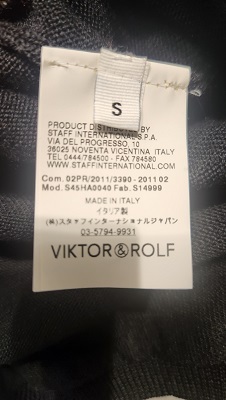 S
PRODUCT DISTRIBUTED BY
STAFF INTERNATIONAL S.P.A.
VIA DEL PROGRESSO, 10
36025 NOVENTA VICENTINA ITALY
TEL 0444/784500 - FAX 784580
WWW.STAFFINTERNATIONAL.COM
Com. 02PR/2011/3390 - 2011 02
Mod. S45HA0040 Fab. S14999
MADE IN ITALY
イタリア製
(株)スタッフインターナショナルジャパン
03-5794-9931
VIKTOR&ROLF